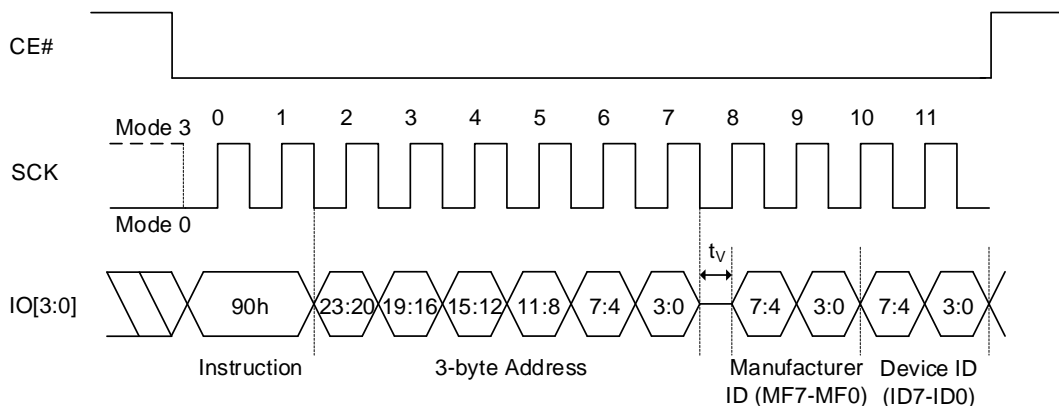 CE#
0 1 2 3 4 5 6 7 8 9 10 11
Mode 3
SCK
Mode 0
tV
IO[3:0]
90h 23:20 19:16 15:12 11:8 7:4 3:0 7:4 3:0 7:4 3:0
Instruction 3-byte Address Manufacturer Device ID
ID (MF7-MF0) (ID7-ID0)